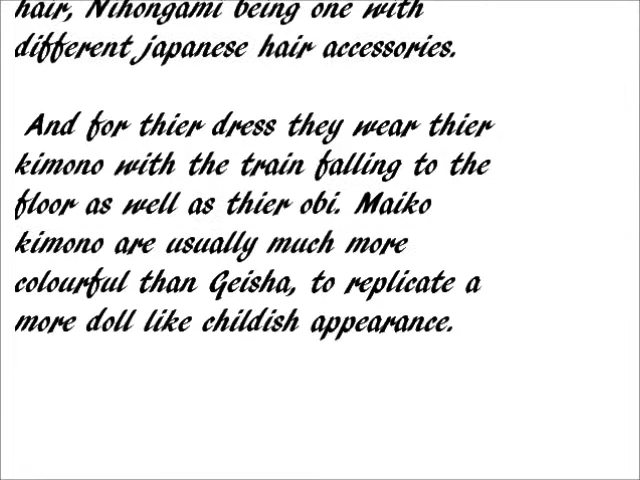 hair, Nihongami being one with
different japanese hair accessories.
And for thier dress they wear thier
kimono with the train falling to the
floor as well as thier obi. Maiko
kimono are usually much more
colourful than Geisha, to replicate a
more doll like childish appearance.